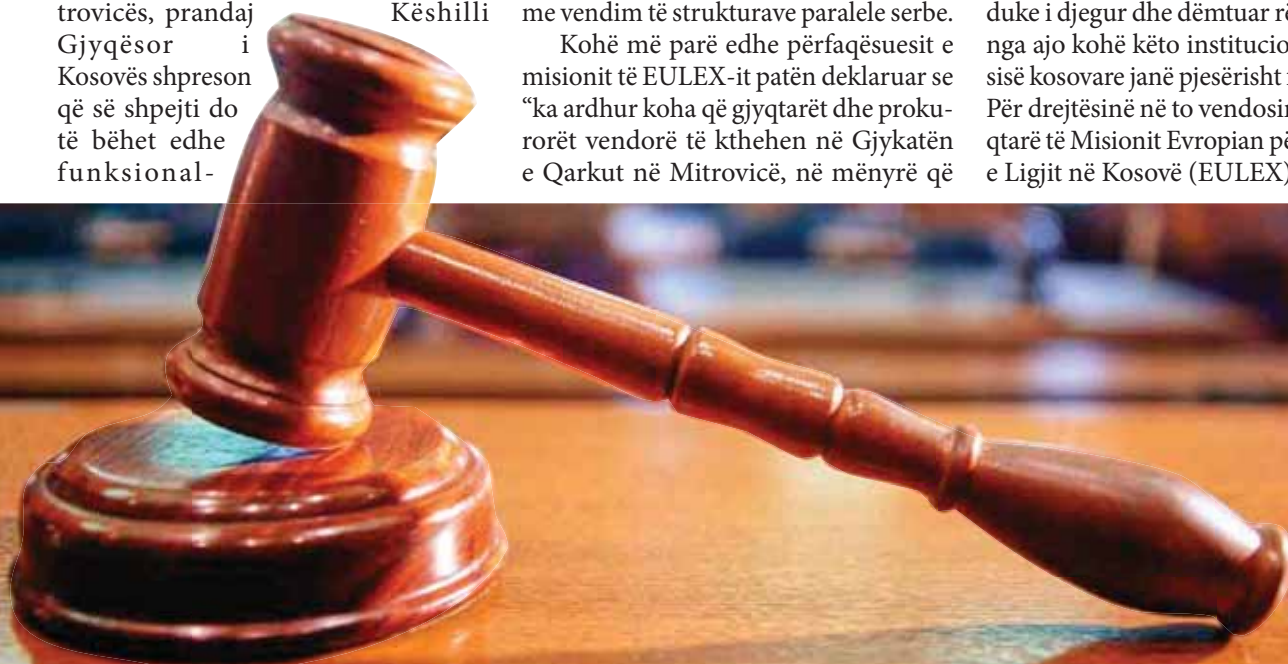 trovicës, prandaj Këshilli
Gjyqësor i
Kosovës shpreson
që së shpejti do
të bëhet edhe
funksional-
me vendim të strukturave paralele serbe.
Kohë më parë edhe përfaqësuesit e
misionit të EULEX-it patën deklaruar se
“ka ardhur koha që gjyqtarët dhe proku-
rorët vendorë të kthehen në Gjykatën
e Qarkut në Mitrovicë, në mënyrë që
duke i djegur dhe dëmtuar
nga ajo kohë këto
sisë kosovare janë pjesërisht
Për drejtësinë në to
qtarë të Misionit Evropian
e Ligjit në Kosovë (EULEX)